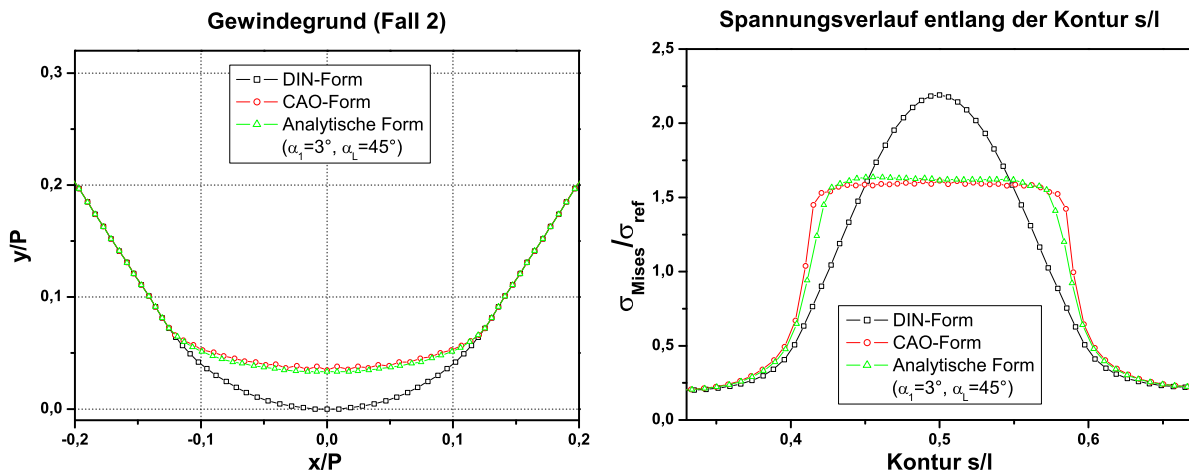 Gewindegrund (Fall 2)
0,3
0,2
0,1
0,0
y/P
-0,2
-0,1
0,0
0,1
0,2
x/P
DIN-Form
CAO-Form
Analytische Form
(α1=3°, αL=45°)
Spannungsverlauf entlang der Kontur s/l
2,5
2,0
1,5
1,0
0,5
0,0
σMises/σref
0,4
0,5
0,6
Kontur s/l
DIN-Form
CAO-Form
Analytische Form
(α1=3°, αL=45°)